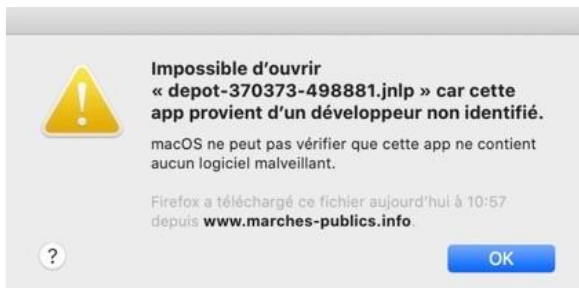 Impossible d’ouvrir
« depot-370373-498881.jnlp » car cette
app provient d’un développeur non identifié.
macOS ne peut pas vérifier que cette app ne contient
aucun logiciel malveillant.
Firefox a téléchargé ce fichier aujourd’hui à 10:57
depuis www.marches-publics.info.
?
OK